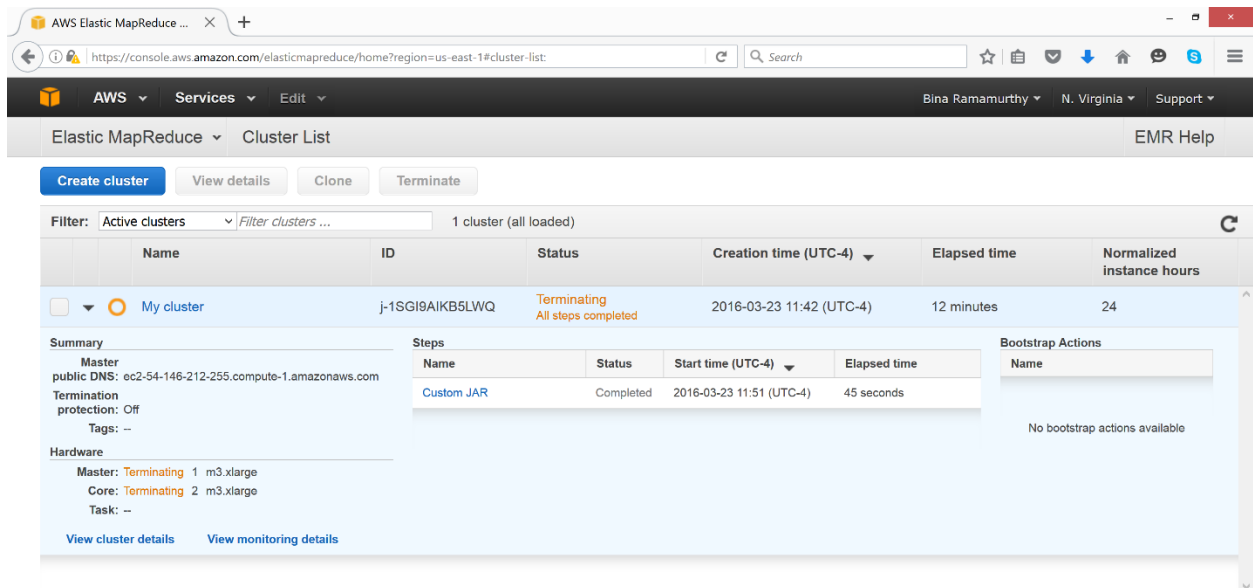 AWS Elastic MapReduce ...
https://console.aws.amazon.com/elasticmapreduce/home?region=us-east-1#cluster-list:
Search
AWS Services Edit Bina Ramamurthy N. Virginia Support
Elastic MapReduce Cluster List EMR Help
Create cluster View details Clone Terminate
Filter: Active clusters Filter clusters ... 1 cluster (all loaded)
Name ID Status Creation time (UTC-4) Elapsed time Normalized instance hours
My cluster j-1SGI9AIKB5LWQ Terminating 2016-03-23 11:42 (UTC-4) 12 minutes 24
All steps completed
Summary
Master
public DNS: ec2-54-146-212-255.compute-1.amazonaws.com
Termination
protection: Off
Tags: --
Hardware
Master: Terminating 1 m3.xlarge
Core: Terminating 2 m3.xlarge
Task: --
View cluster details View monitoring details
Steps
Name Status Start time (UTC-4) Elapsed time
Custom JAR Completed 2016-03-23 11:51 (UTC-4) 45 seconds
Bootstrap Actions
Name
No bootstrap actions available